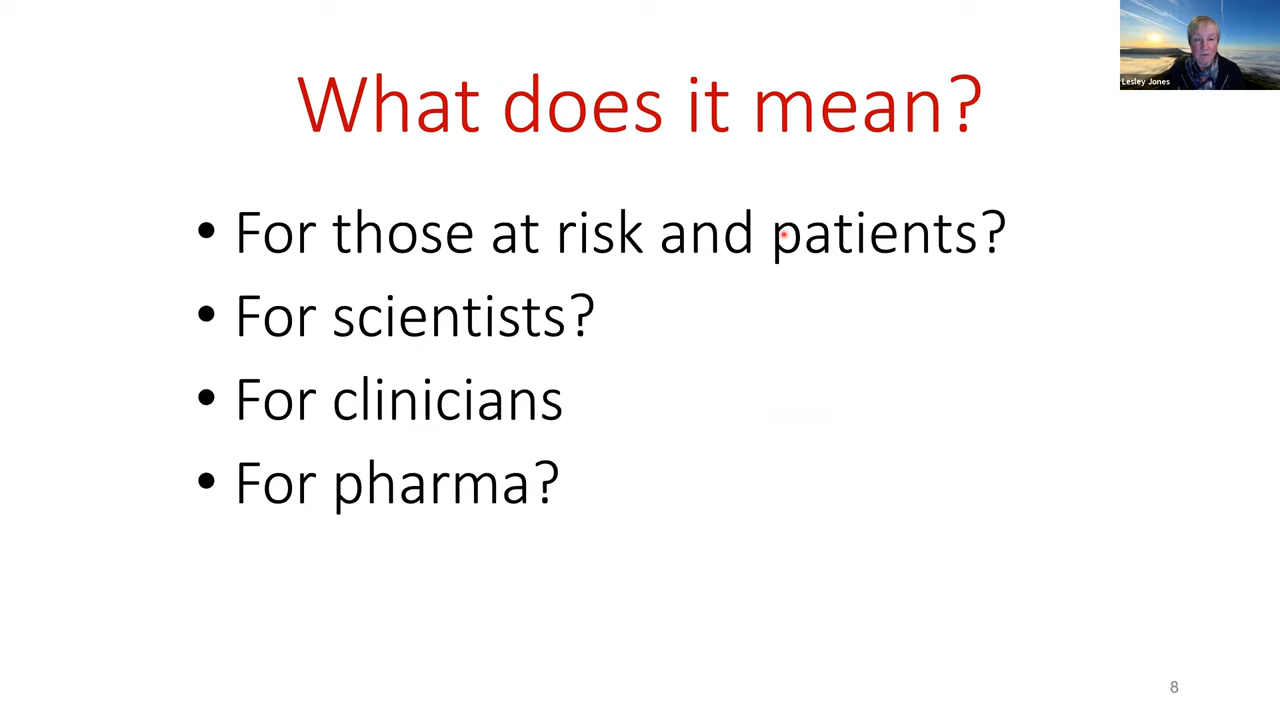 What does it mean?
Lesley Jones
• For those at risk and patients?
• For scientists?
• For clinicians
• For pharma?
8